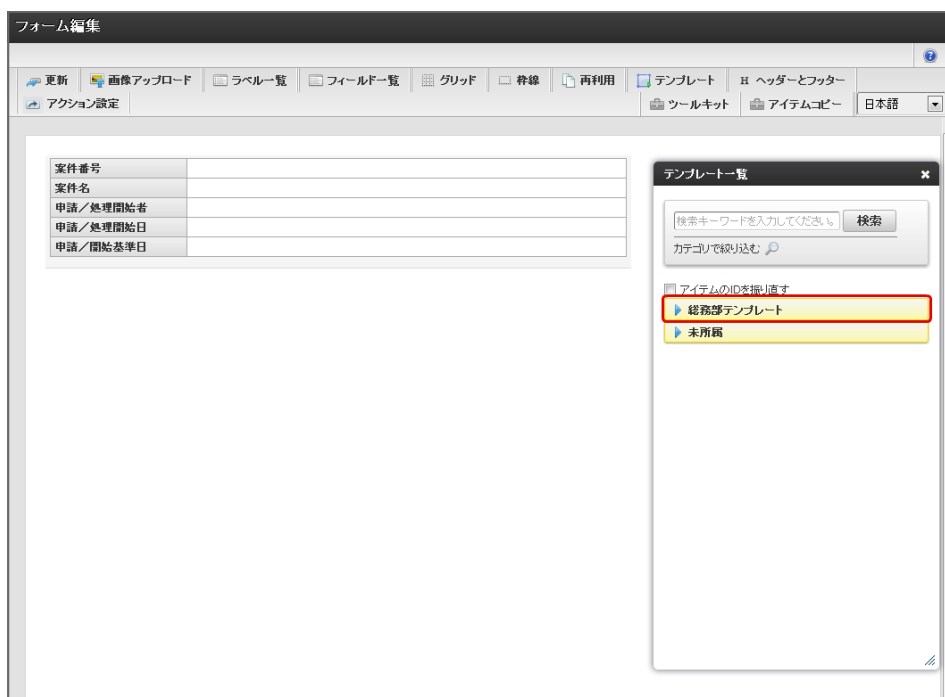 フォーム編集
更新 画像アップロード ラベル一覧 フィールド一覧 グリッド 枠線 再利用 テンプレート H ヘッダーとフッター
アクション設定 ツールキット アイテムコピー 日本語
案件番号
案件名
申請／処理開始者
申請／処理開始日
申請／開始基準日
テンプレート一覧
検索キーワードを入力してください。 検索
カテゴリで絞り込む
アイテムのIDを振り直す
総務部テンプレート
未所属